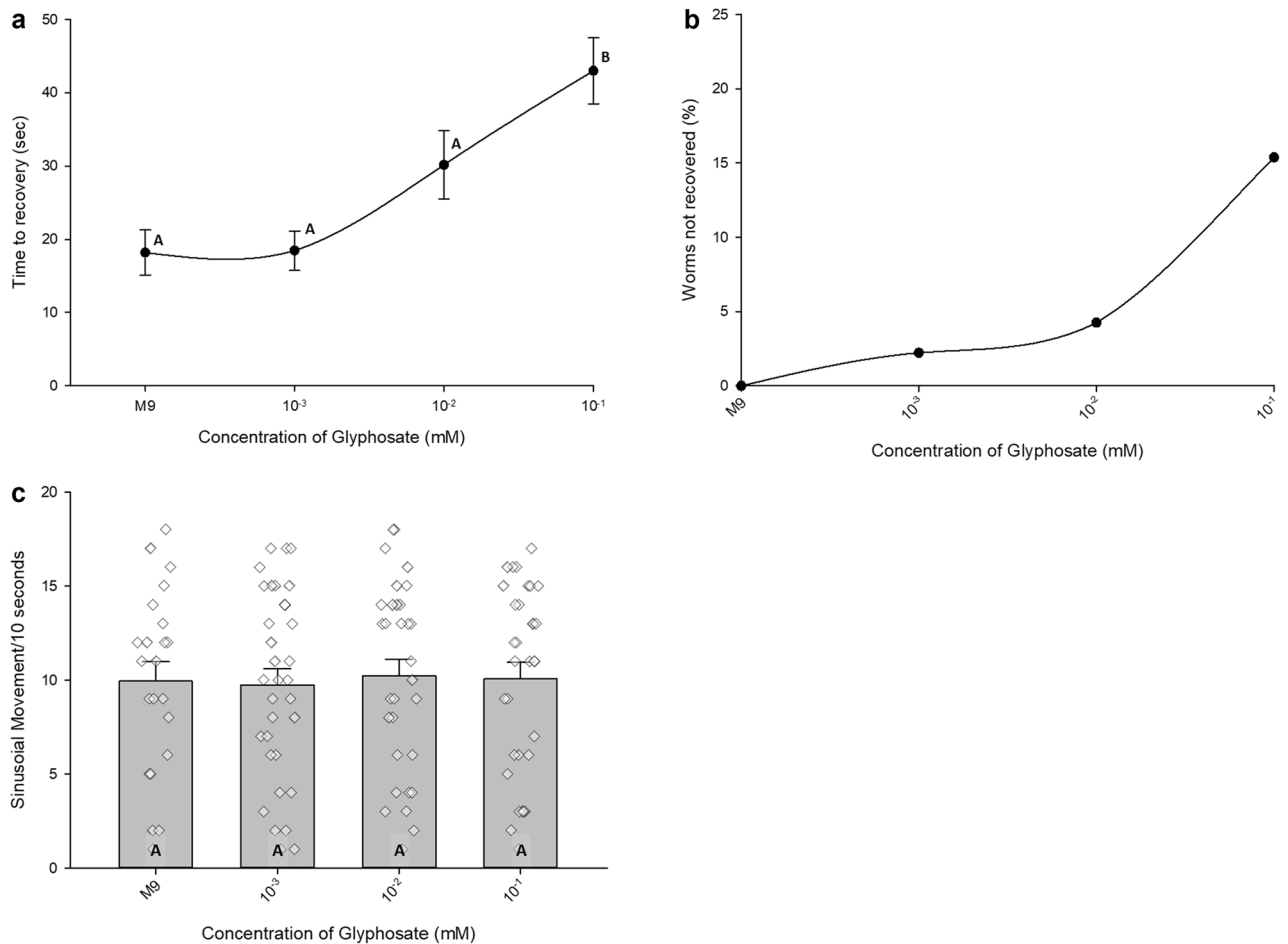 a
50
40
30
20
10
0
Time to recovery (sec)
A
A
A
B
M9
10⁻³
10⁻²
10⁻¹
Concentration of Glyphosate (mM)
b
25
20
15
10
5
0
Worms not recovered (%)
M9
10⁻³
10⁻²
10⁻¹
Concentration of Glyphosate (mM)
c
20
15
10
5
0
Sinusoial Movement/10 seconds
A
A
A
A
M9
10⁻³
10⁻²
10⁻¹
Concentration of Glyphosate (mM)